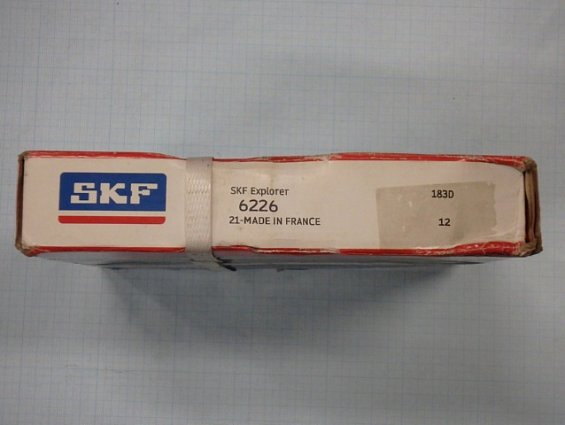 SKF
SKF Explorer
6226
21-MADE IN FRANCE
183D
12